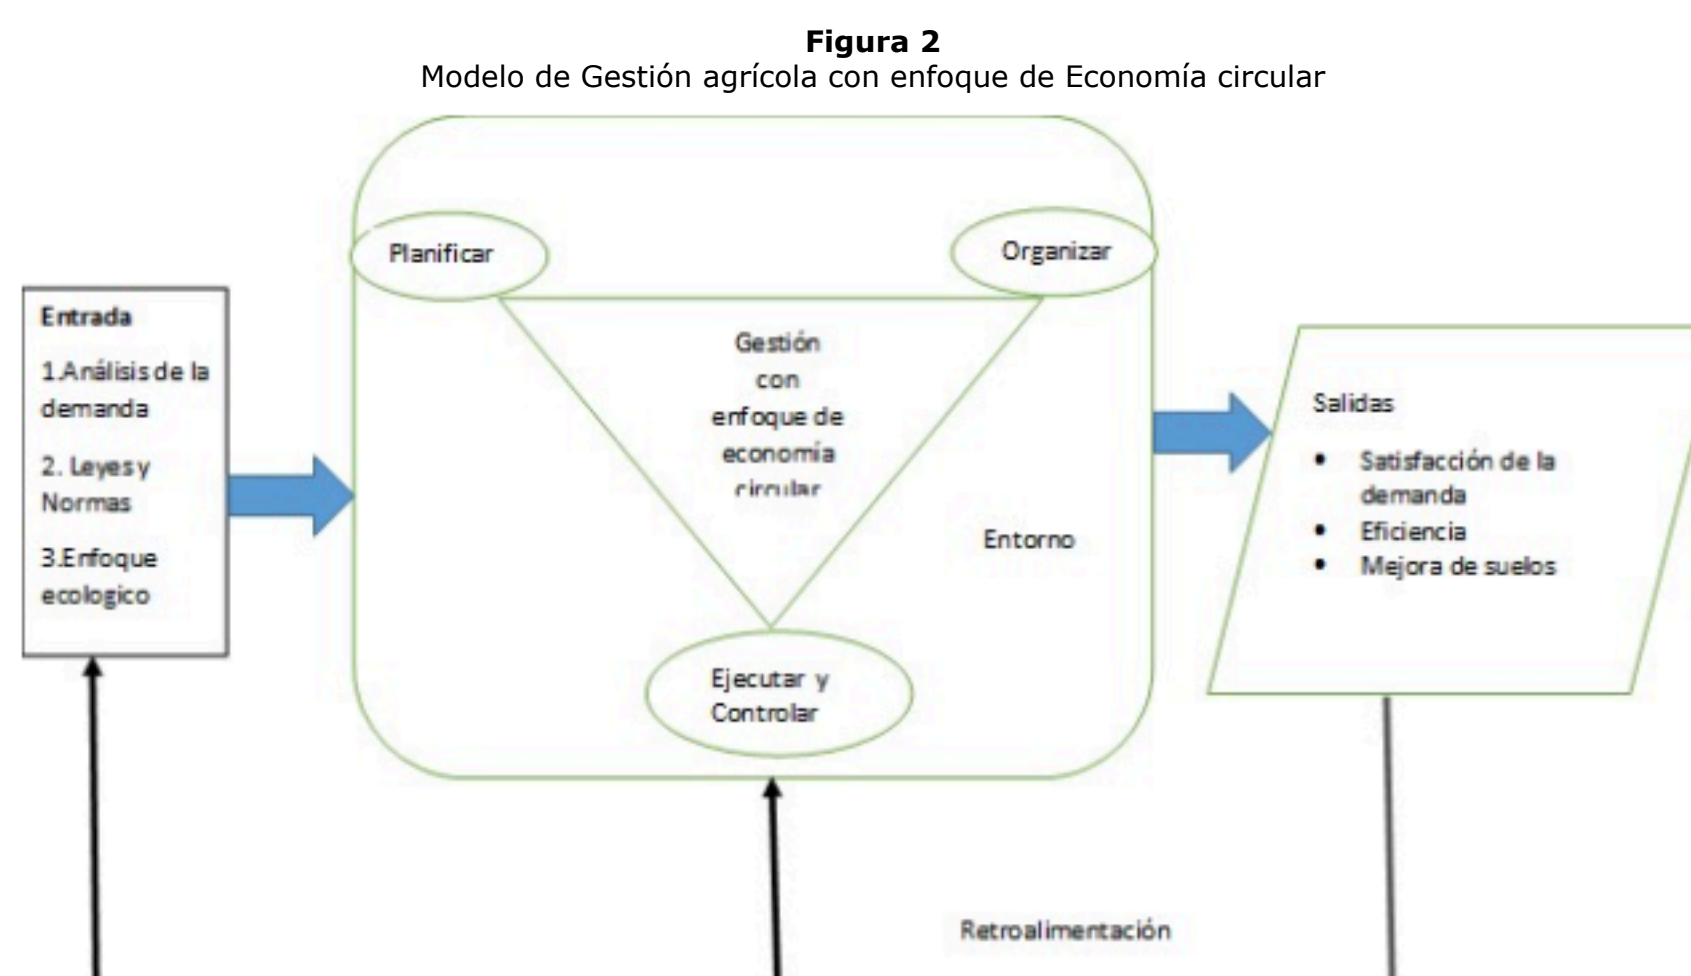 Figura 2
Modelo de Gestión agrícola con enfoque de Economía circular
Planificar
Organizar
Entrada
1.Análisis de la
demanda
2. Leyes y
Normas
3.Enfoque
ecologico
Gestión
con
enfoque de
economía
circular
Entorno
Ejecutar y
Controlar
Salidas
• Satisfacción de la
demanda
• Eficiencia
• Mejora de suelos
Retroalimentación